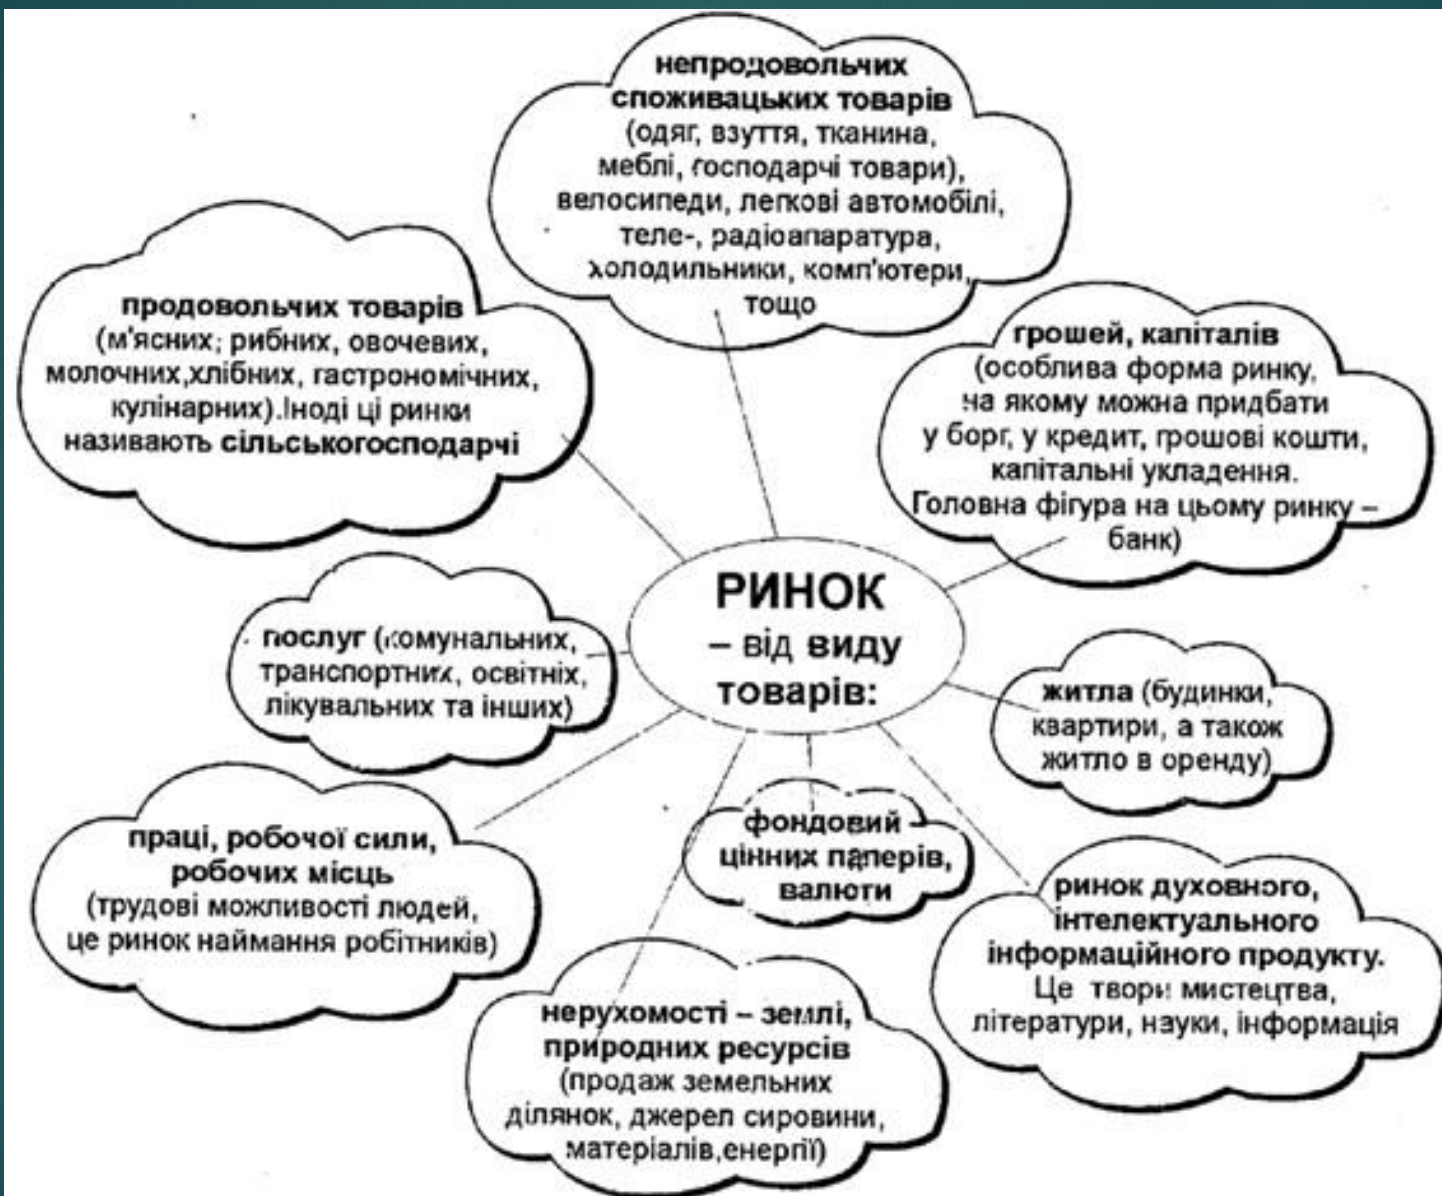 непродовольчих
споживацьких товарів
(одяг, взуття, тканина,
меблі, господарчі товари),
велосипеди, легкові автомобілі,
теле-, радіоапаратура,
холодильники, комп'ютери,
тощо
продовольчих товарів
(м'ясних; рибних, овочевих,
молочних,хлібних, гастрономічних,
кулінарних).Іноді ці ринки
називають сільськогосподарчі
грошей, капіталів
(особлива форма ринку,
на якому можна придбати
у борг, у кредит, грошові кошти,
капітальні укладення.
Головна фігура на цьому ринку –
банк)
РИНОК
– від виду
товарів:
послуг (комунальних,
транспортних, освітніх,
лікувальних та інших)
житла (будинки,
квартири, а також
житло в оренду)
праці, робочої сили,
робочих місць
(трудові можливості людей,
це ринок наймання робітників)
фондовий –
цінних паперів,
валюти
ринок духовного,
інтелектуального
інформаційного продукту.
Це твори мистецтва,
літератури, науки, інформація
нерухомості – землі,
природних ресурсів
(продаж земельних
ділянок, джерел сировини,
матеріалів,енергії)